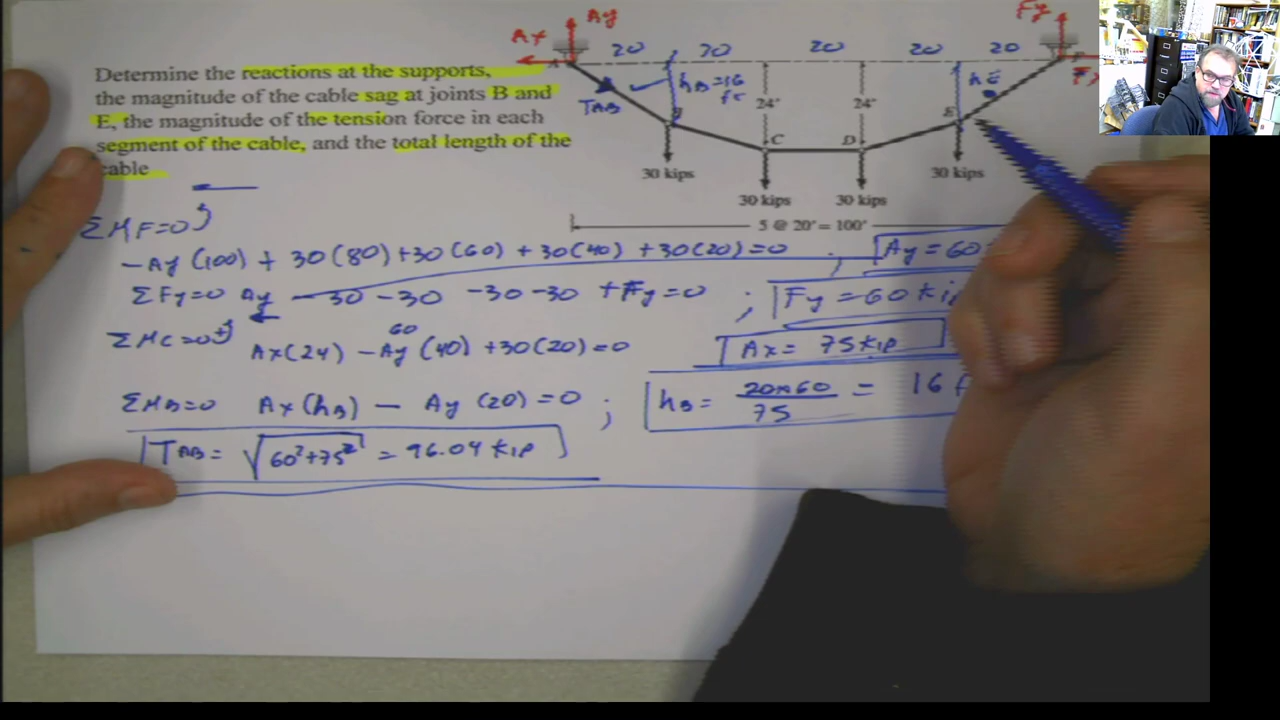 Ax Ay Fy
20 20 20 20 20
Determine the reactions at the supports,
the magnitude of the cable sag at joints B and
E, the magnitude of the tension force in each
segment of the cable, and the total length of the
cable
TAB hB=16 ft hE
24' 24'
B C D E
30 kips 30 kips
30 kips 30 kips
5 @ 20' = 100'
ΣMF=0
-Ay(100) + 30(80) +30(60) + 30(40) +30(20)=0 ; Ay = 60
ΣFy=0 Ay -30 -30 -30-30 +Fy=0 ; Fy = 60 ki
ΣMC=0+ Ax(24) -Ay (40) +30(20)=0 Ax= 75 kip
60
ΣMB=0 Ax(hB) - Ay (20) =0 ; hB= 20x60 / 75 = 16 f
TAB= √60²+75² = 96.04 kip